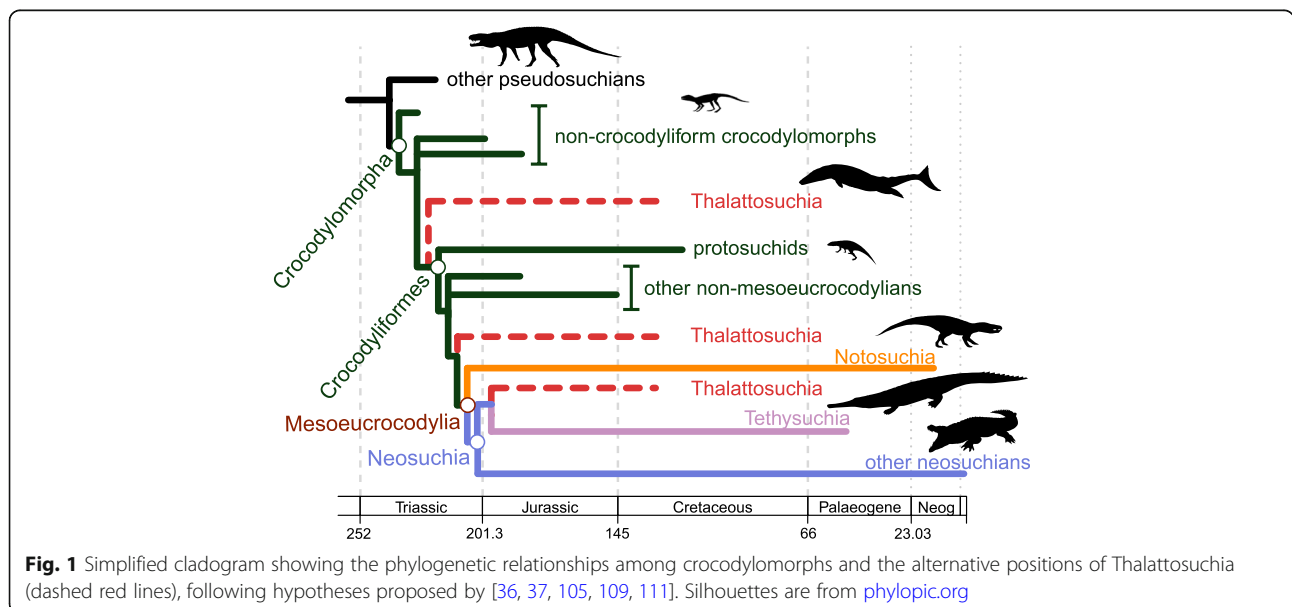 other pseudosuchians
non-crocodyliform crocodylomorphs
Crocodylomorpha
Thalattosuchia
protosuchids
other non-mesoeucrocodylians
Crocodyliformes
Thalattosuchia
Notosuchia
Thalattosuchia
Mesoeucrocodylia
Tethysuchia
Neosuchia
other neosuchians
Triassic Jurassic Cretaceous Palaeogene Neog
252 201.3 145 66 23.03
Fig. 1 Simplified cladogram showing the phylogenetic relationships among crocodylomorphs and the alternative positions of Thalattosuchia
(dashed red lines), following hypotheses proposed by [36, 37, 105, 109, 111]. Silhouettes are from phylopic.org